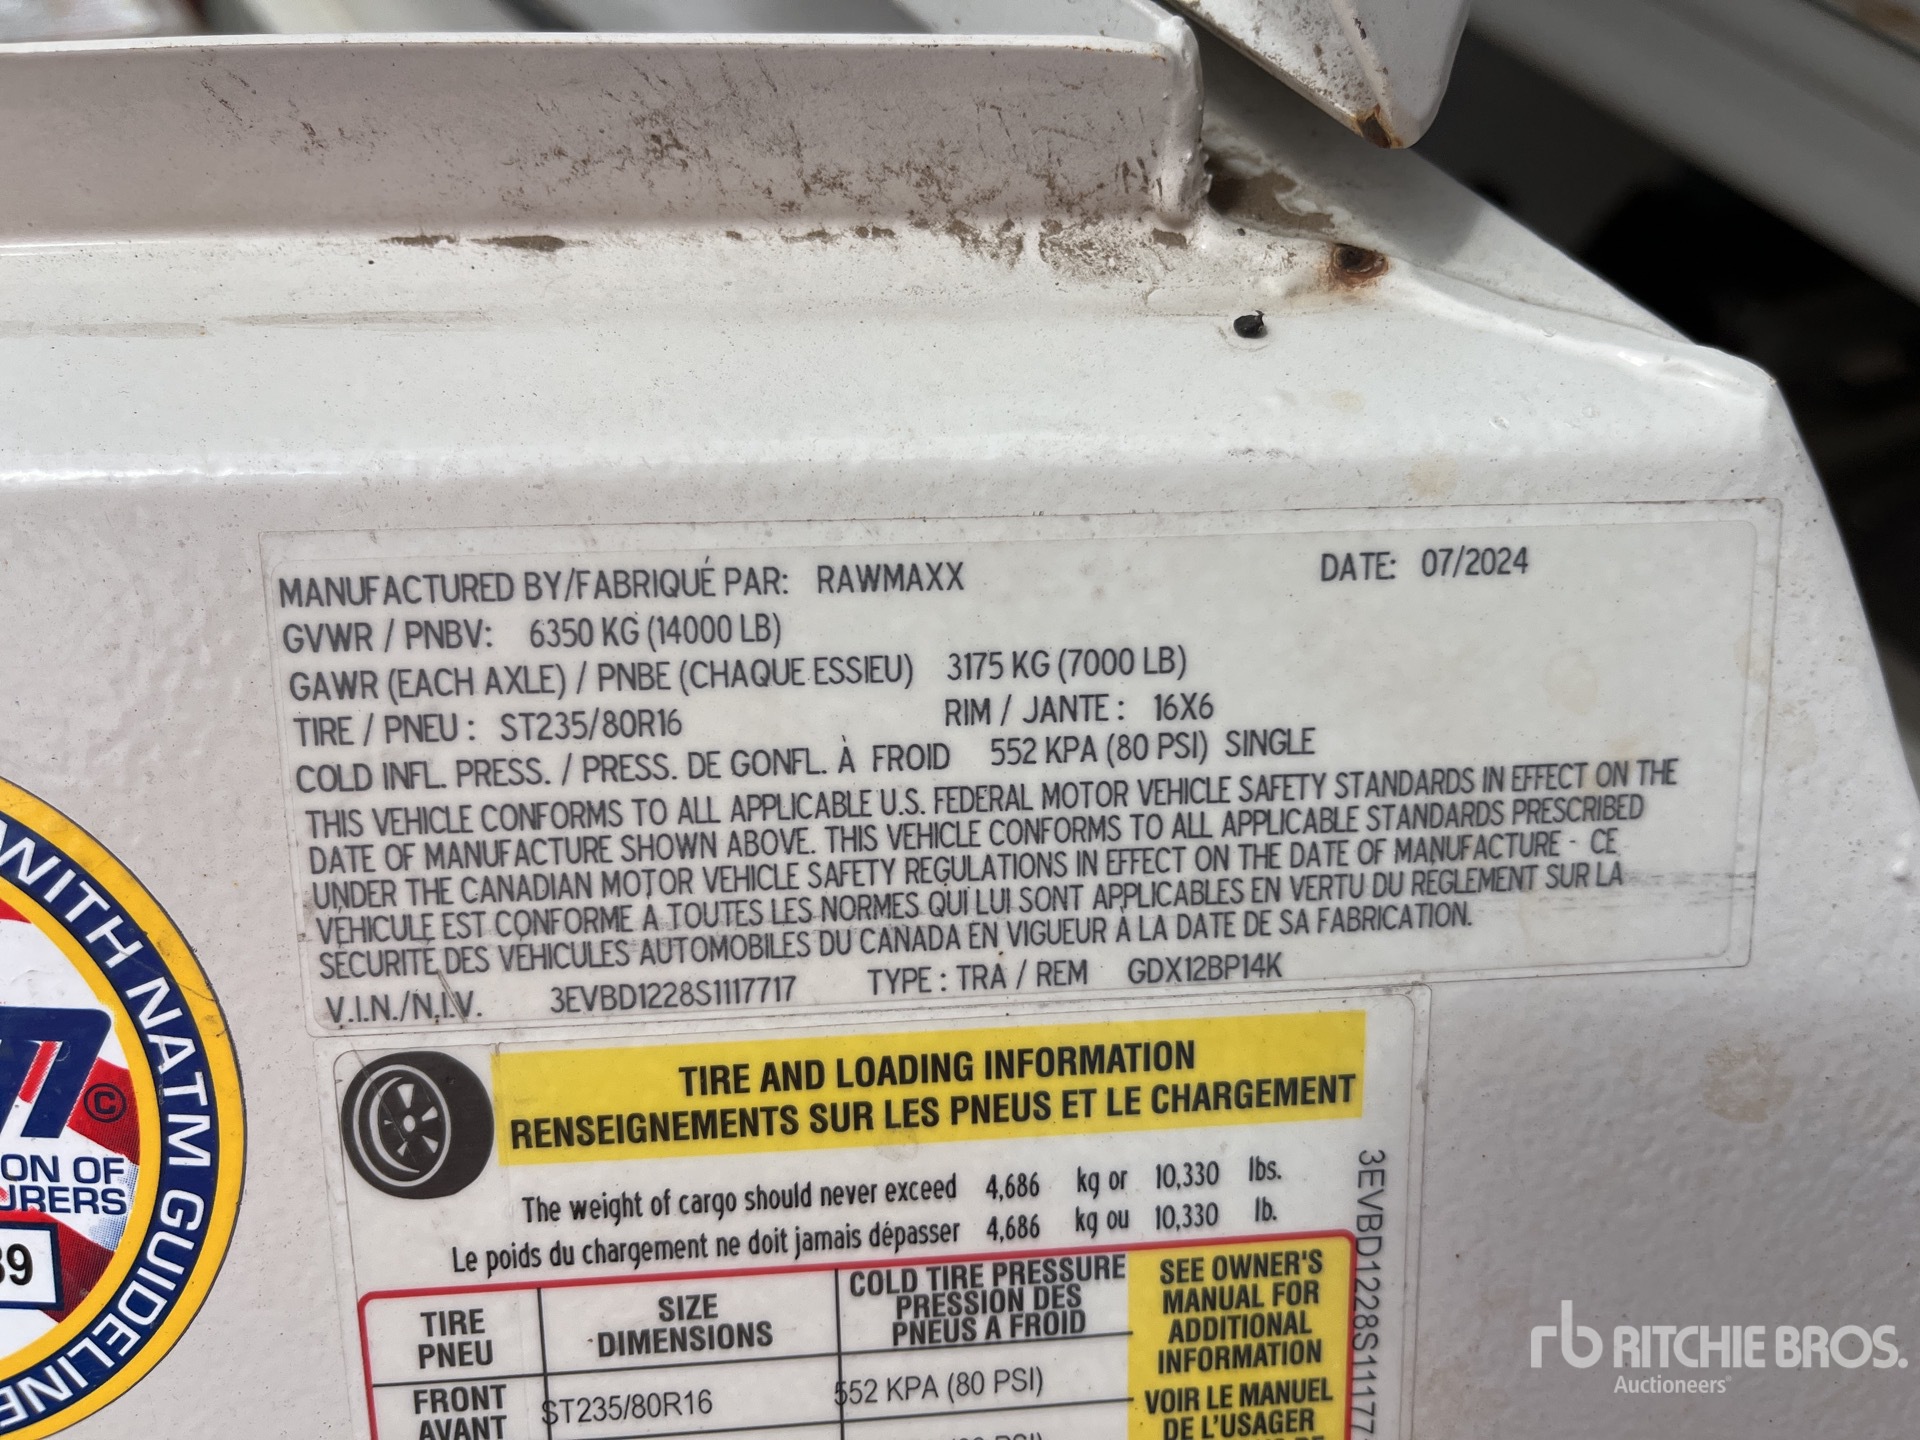 MANUFACTURED BY/FABRIQUÉ PAR: RAWMAXX DATE: 07/2024
GVWR / PNBV: 6350 KG (14000 LB)
GAWR (EACH AXLE) / PNBE (CHAQUE ESSIEU) 3175 KG (7000 LB)
TIRE / PNEU : ST235/80R16 RIM / JANTE : 16X6
COLD INFL. PRESS. / PRESS. DE GONFL. À FROID 552 KPA (80 PSI) SINGLE
THIS VEHICLE CONFORMS TO ALL APPLICABLE U.S. FEDERAL MOTOR VEHICLE SAFETY STANDARDS IN EFFECT ON THE
DATE OF MANUFACTURE SHOWN ABOVE. THIS VEHICLE CONFORMS TO ALL APPLICABLE STANDARDS PRESCRIBED
UNDER THE CANADIAN MOTOR VEHICLE SAFETY REGULATIONS IN EFFECT ON THE DATE OF MANUFACTURE - CE
VÉHICULE EST CONFORME A TOUTES LES NORMES QUI LUI SONT APPLICABLES EN VERTU DU REGLEMENT SUR LA
SÉCURITÉ DES VÉHICULES AUTOMOBILES DU CANADA EN VIGUEUR À LA DATE DE SA FABRICATION.
V.I.N./N.I.V. 3EVBD1228S1117717 TYPE : TRA / REM GDX12BP14K
WITH NATM GUIDELINE
©
ON OF
URERS
39
TIRE AND LOADING INFORMATION
RENSEIGNEMENTS SUR LES PNEUS ET LE CHARGEMENT
The weight of cargo should never exceed 4,686 kg or 10,330 lbs.
Le poids du chargement ne doit jamais dépasser 4,686 kg ou 10,330 lb.
TIRE
PNEU
SIZE
DIMENSIONS
COLD TIRE PRESSURE
PRESSION DES
PNEUS A FROID
SEE OWNER'S
MANUAL FOR
ADDITIONAL
INFORMATION
VOIR LE MANUEL
DE L'USAGER
FRONT
AVANT
ST235/80R16
552 KPA (80 PSI)
3EVBD1228S11177
rb RITCHIE BROS.
Auctioneers